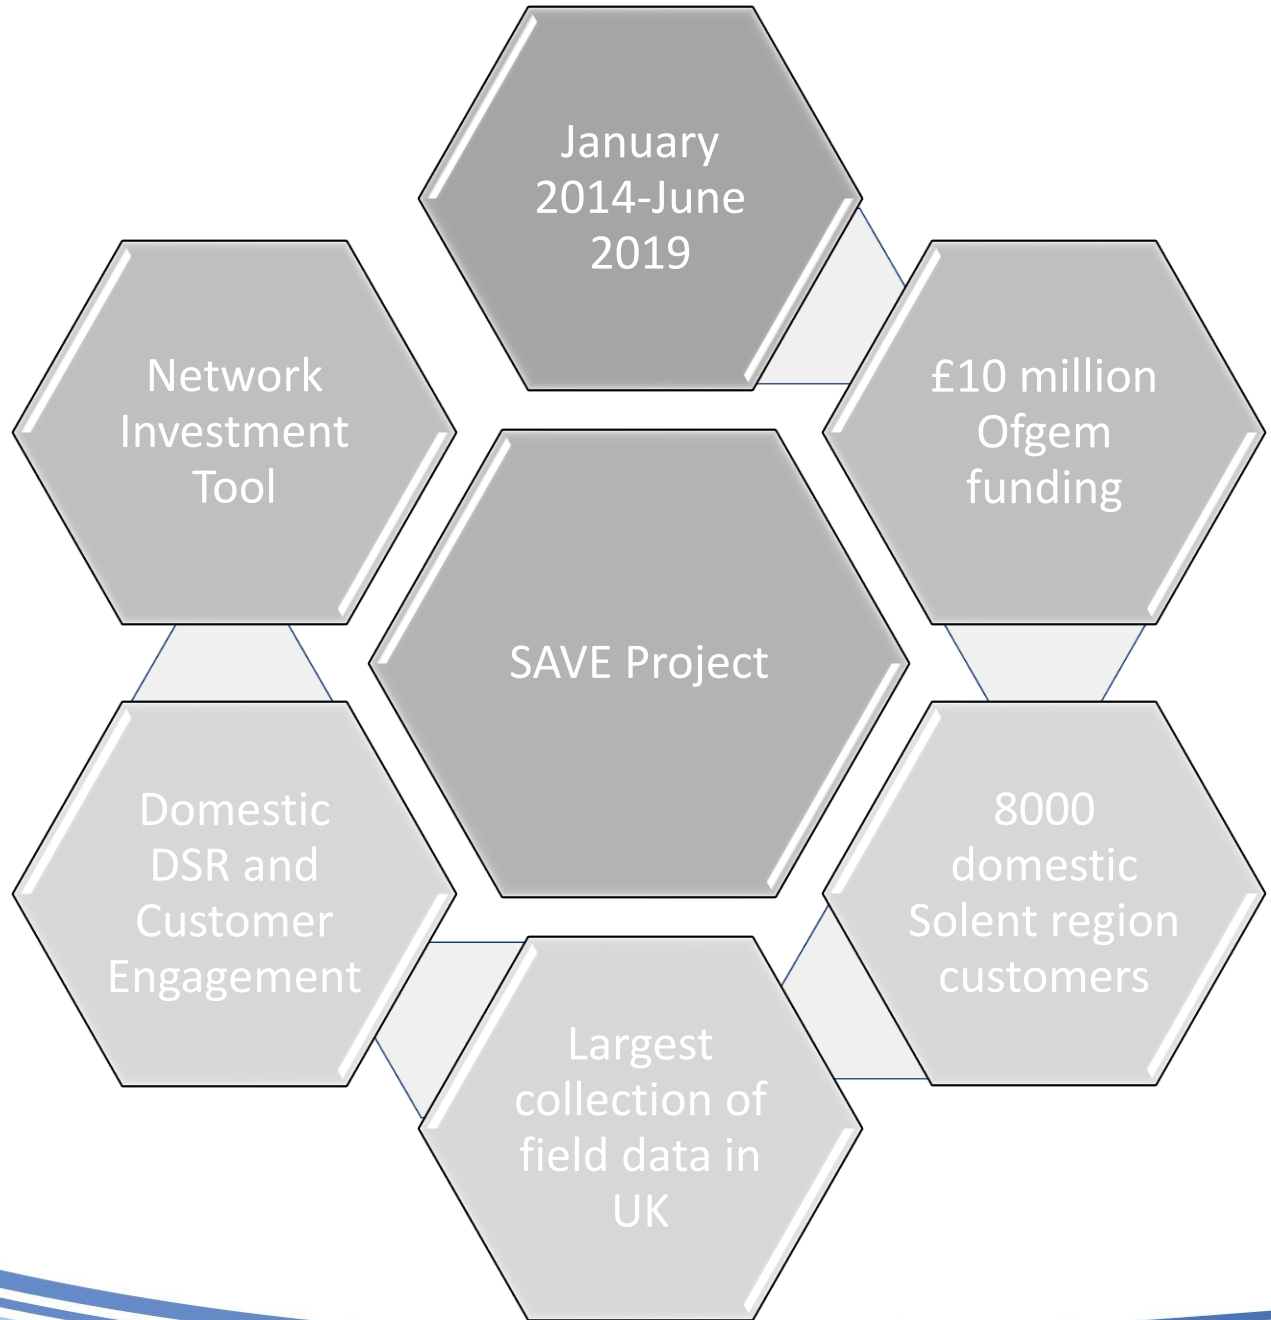 January
2014-June
2019
£10 million
Ofgem
funding
8000
domestic
Solent region
customers
Largest
collection of
field data in
UK
Domestic
DSR and
Customer
Engagement
Network
Investment
Tool
SAVE Project